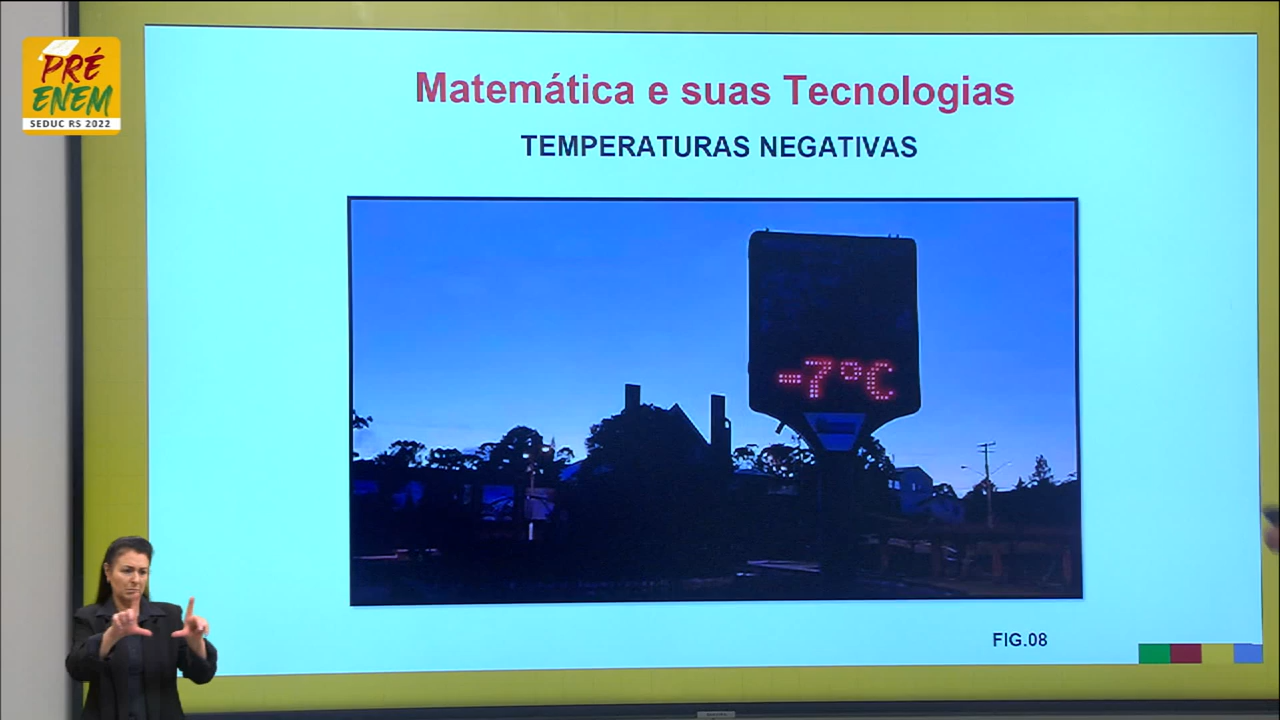 PRÉ
ENEM
SEDUC RS 2022
Matemática e suas Tecnologias
TEMPERATURAS NEGATIVAS
-7°C
FIG.08